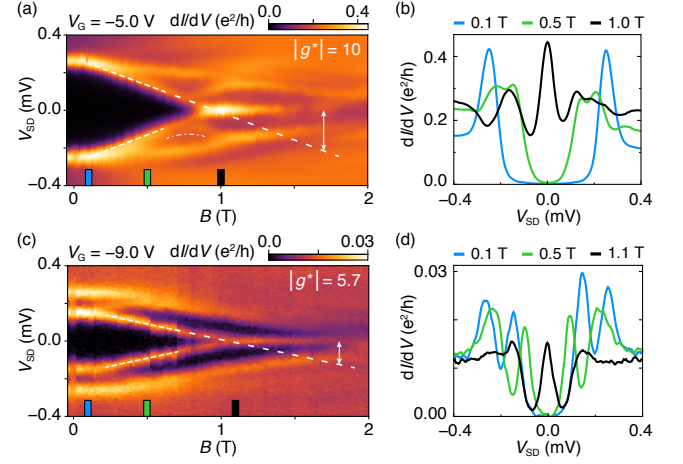 (a) V_G = −5.0 V dI/dV (e²/h) 0.0 0.4
|g*| = 10
V_SD (mV)
0.4
0.0
−0.4
0 1 2
B (T)
(b)
0.1 T 0.5 T 1.0 T
dI/dV (e²/h)
0.4
0.2
0.0
−0.4 0.0 0.4
V_SD (mV)
(c) V_G = −9.0 V dI/dV (e²/h) 0.0 0.03
|g*| = 5.7
V_SD (mV)
0.4
0.0
−0.4
0 1 2
B (T)
(d)
0.1 T 0.5 T 1.1 T
dI/dV (e²/h)
0.03
0.00
−0.4 0.0 0.4
V_SD (mV)